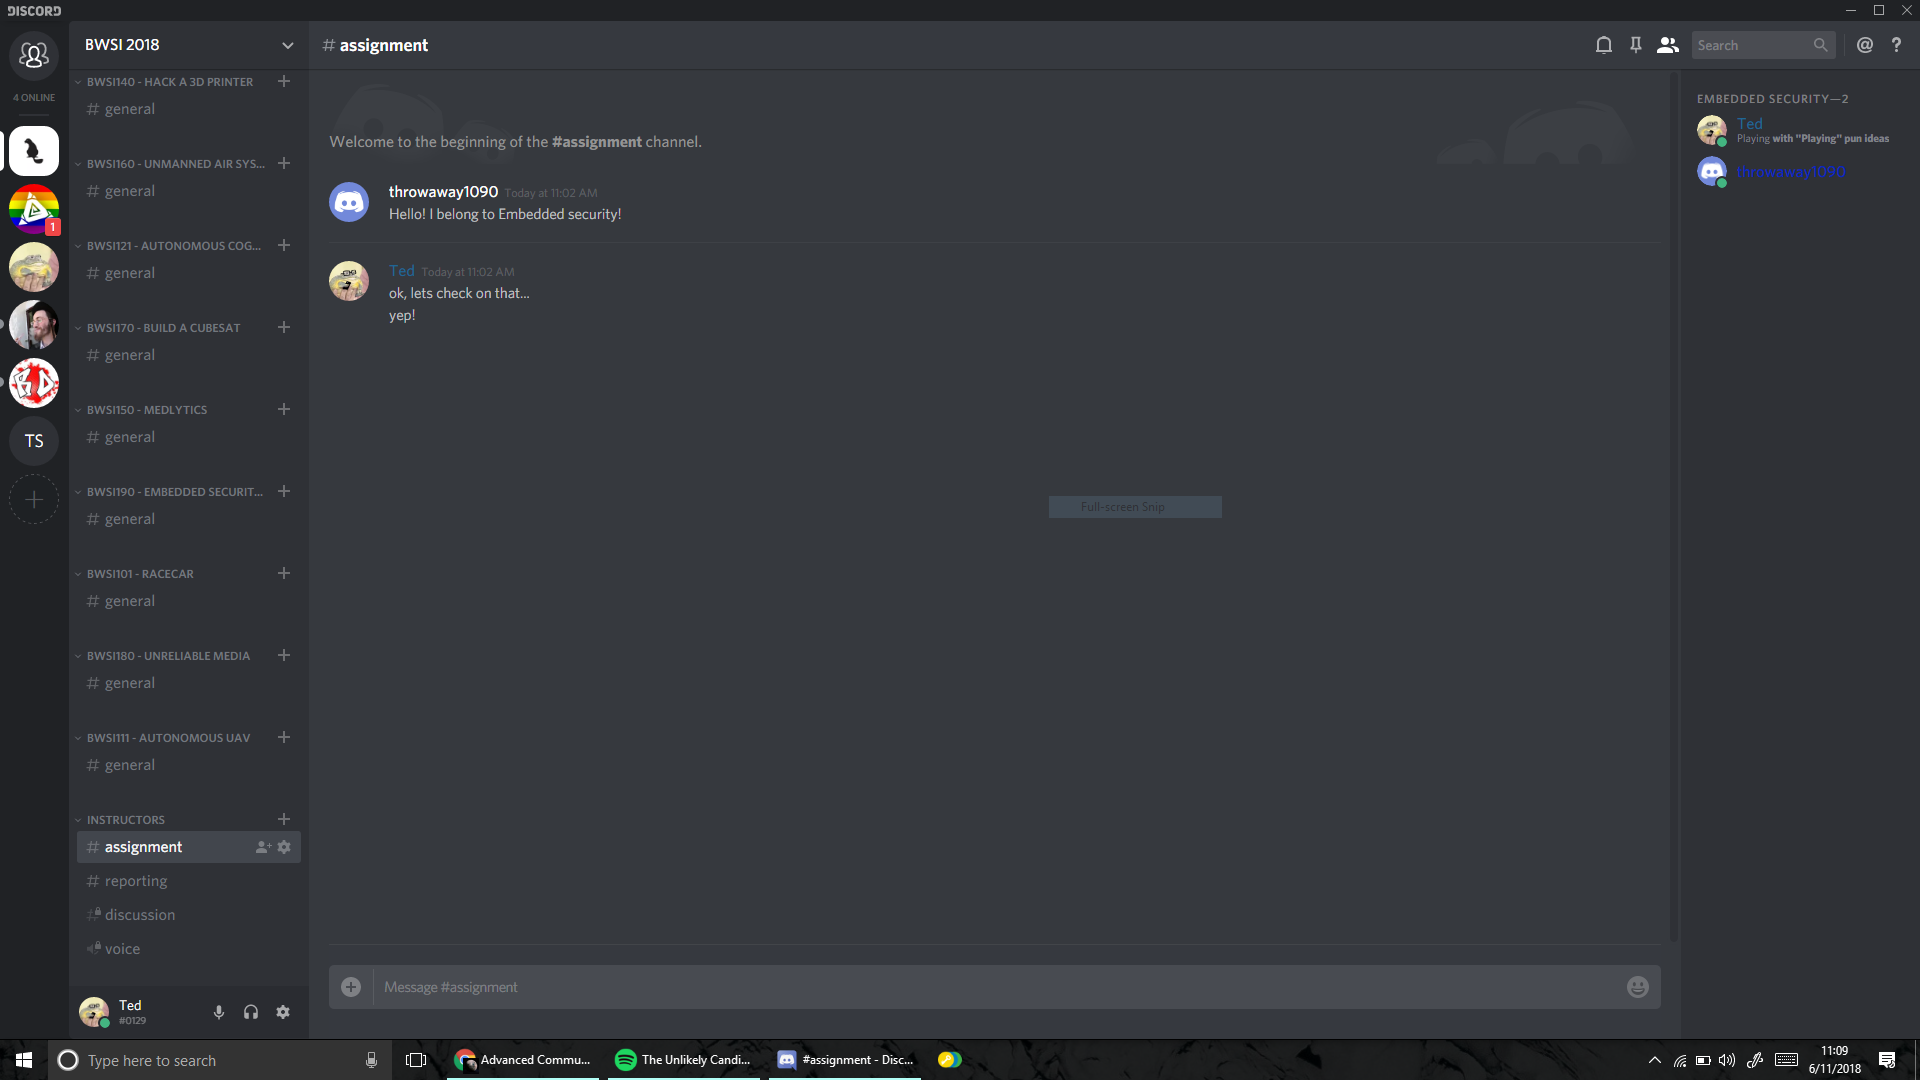 DISCORD
4 ONLINE
1
TS
BWSI 2018
BWSI140 - HACK A 3D PRINTER
# general
BWSI160 - UNMANNED AIR SYS...
# general
BWSI121 - AUTONOMOUS COG...
# general
BWSI170 - BUILD A CUBESAT
# general
BWSI150 - MEDLYTICS
# general
BWSI190 - EMBEDDED SECURIT...
# general
BWSI101 - RACECAR
# general
BWSI180 - UNRELIABLE MEDIA
# general
BWSI111 - AUTONOMOUS UAV
# general
INSTRUCTORS
# assignment
# reporting
discussion
voice
Ted
#0129
# assignment
Search
@ ?
Welcome to the beginning of the #assignment channel.
throwaway1090 Today at 11:02 AM
Hello! I belong to Embedded security!
Ted Today at 11:02 AM
ok, lets check on that...
yep!
Full-screen Snip
Message #assignment
EMBEDDED SECURITY—2
Ted
Playing with "Playing" pun ideas
throwaway1090
Type here to search
Advanced Commu...
The Unlikely Candi...
#assignment - Disc...
11:09
6/11/2018